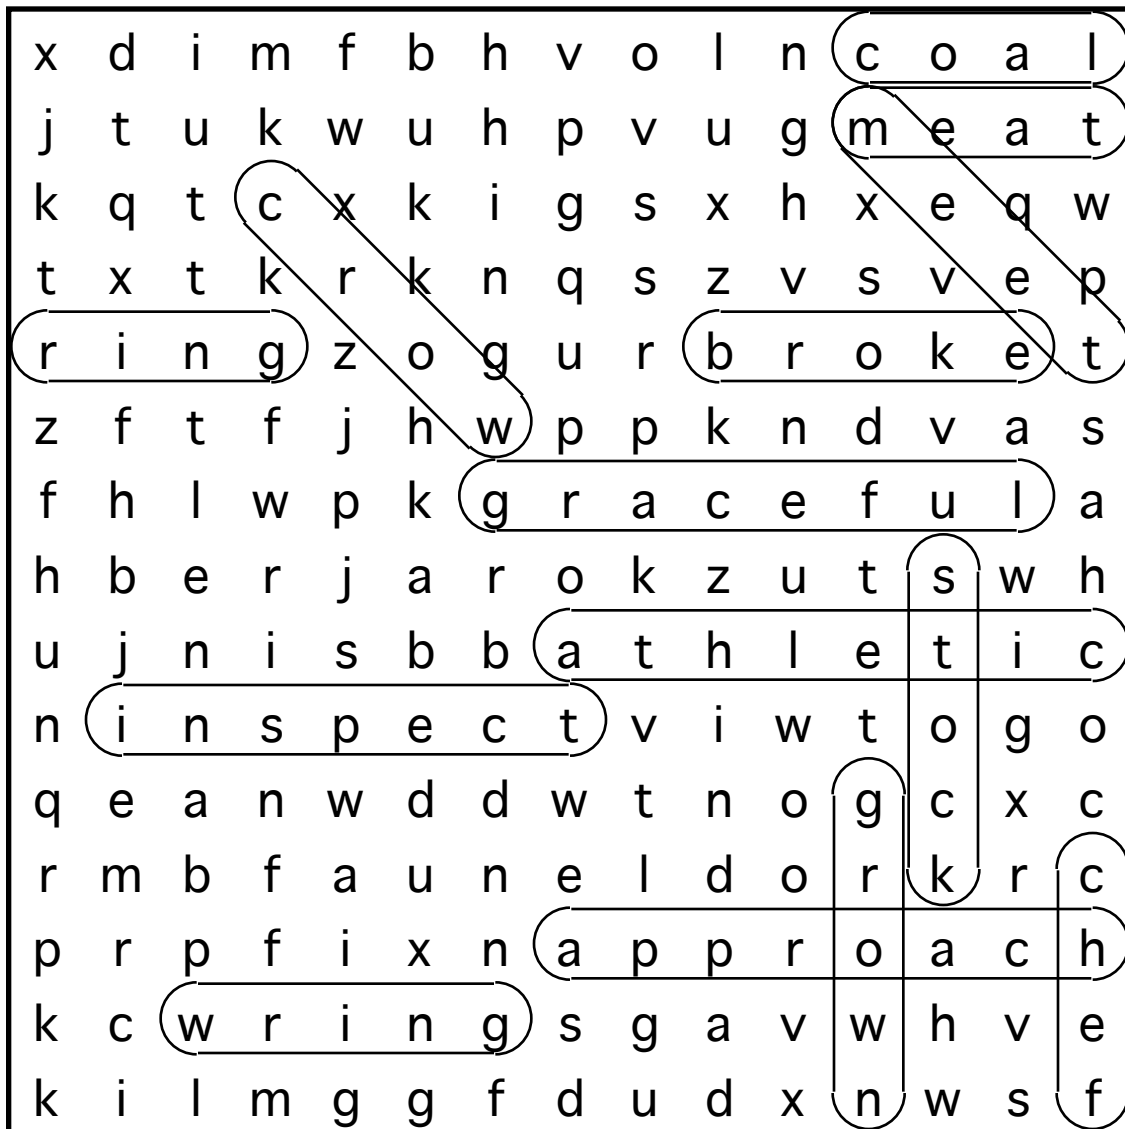 x d i m f b h v o l n c o a l
j t u k w u h p v u g m e a t
k q t c x k i g s x h x e q w
t x t k r k n q s z v s v e p
r i n g z o g u r b r o k e t
z f t f j h w p p k n d v a s
f h l w p k g r a c e f u l a
h b e r j a r o k z u t s w h
u j n i s b b a t h l e t i c
n i n s p e c t v i w t o g o
q e a n w d d w t n o g c x c
r m b f a u n e l d o r k r c
p r p f i x n a p p r o a c h
k c w r i n g s g a v w h v e
k i l m g g f d u d x n w s f